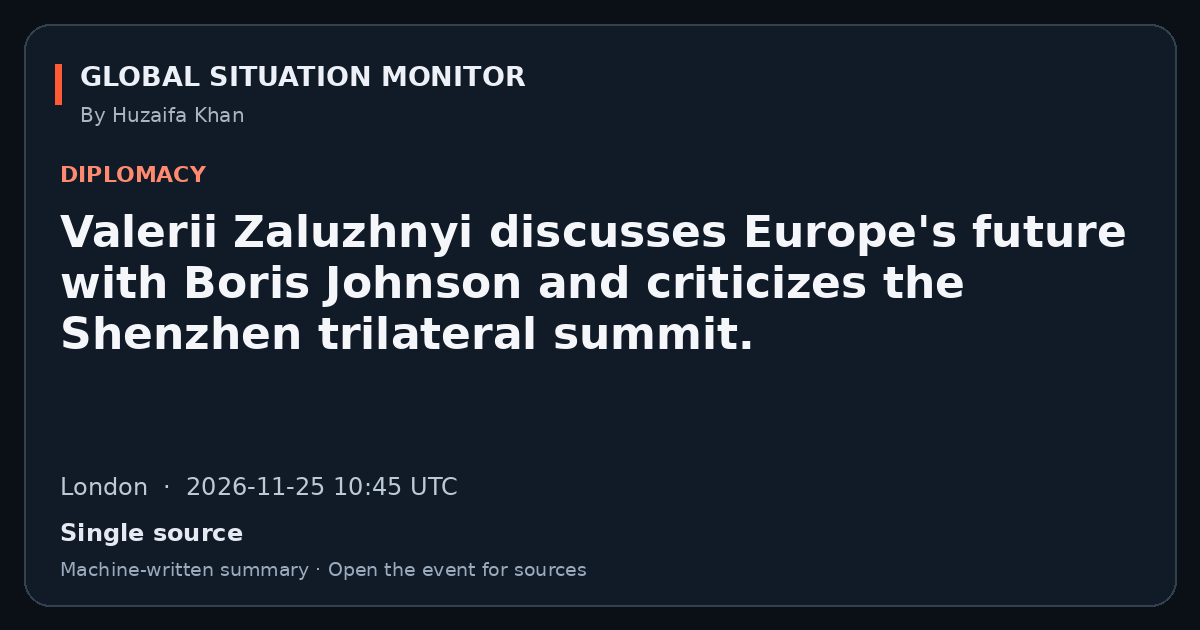 GLOBAL SITUATION MONITOR
By Huzaifa Khan
DIPLOMACY
Valerii Zaluzhnyi discusses Europe's future
with Boris Johnson and criticizes the
Shenzhen trilateral summit.
London · 2026-11-25 10:45 UTC
Single source
Machine-written summary · Open the event for sources